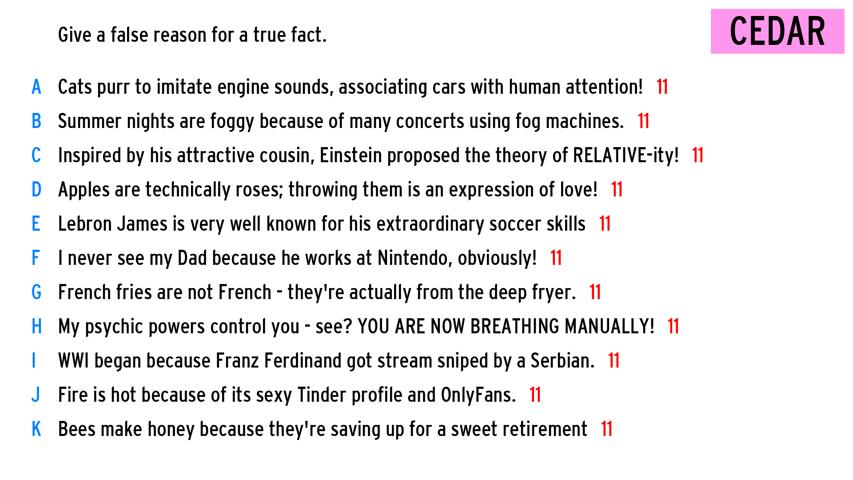 Give a false reason for a true fact.
CEDAR
A Cats purr to imitate engine sounds, associating cars with human attention! 11
B Summer nights are foggy because of many concerts using fog machines. 11
C Inspired by his attractive cousin, Einstein proposed the theory of RELATIVE-ity! 11
D Apples are technically roses; throwing them is an expression of love! 11
E Lebron James is very well known for his extraordinary soccer skills 11
F I never see my Dad because he works at Nintendo, obviously! 11
G French fries are not French - they're actually from the deep fryer. 11
H My psychic powers control you - see? YOU ARE NOW BREATHING MANUALLY! 11
I WWI began because Franz Ferdinand got stream sniped by a Serbian. 11
J Fire is hot because of its sexy Tinder profile and OnlyFans. 11
K Bees make honey because they're saving up for a sweet retirement 11